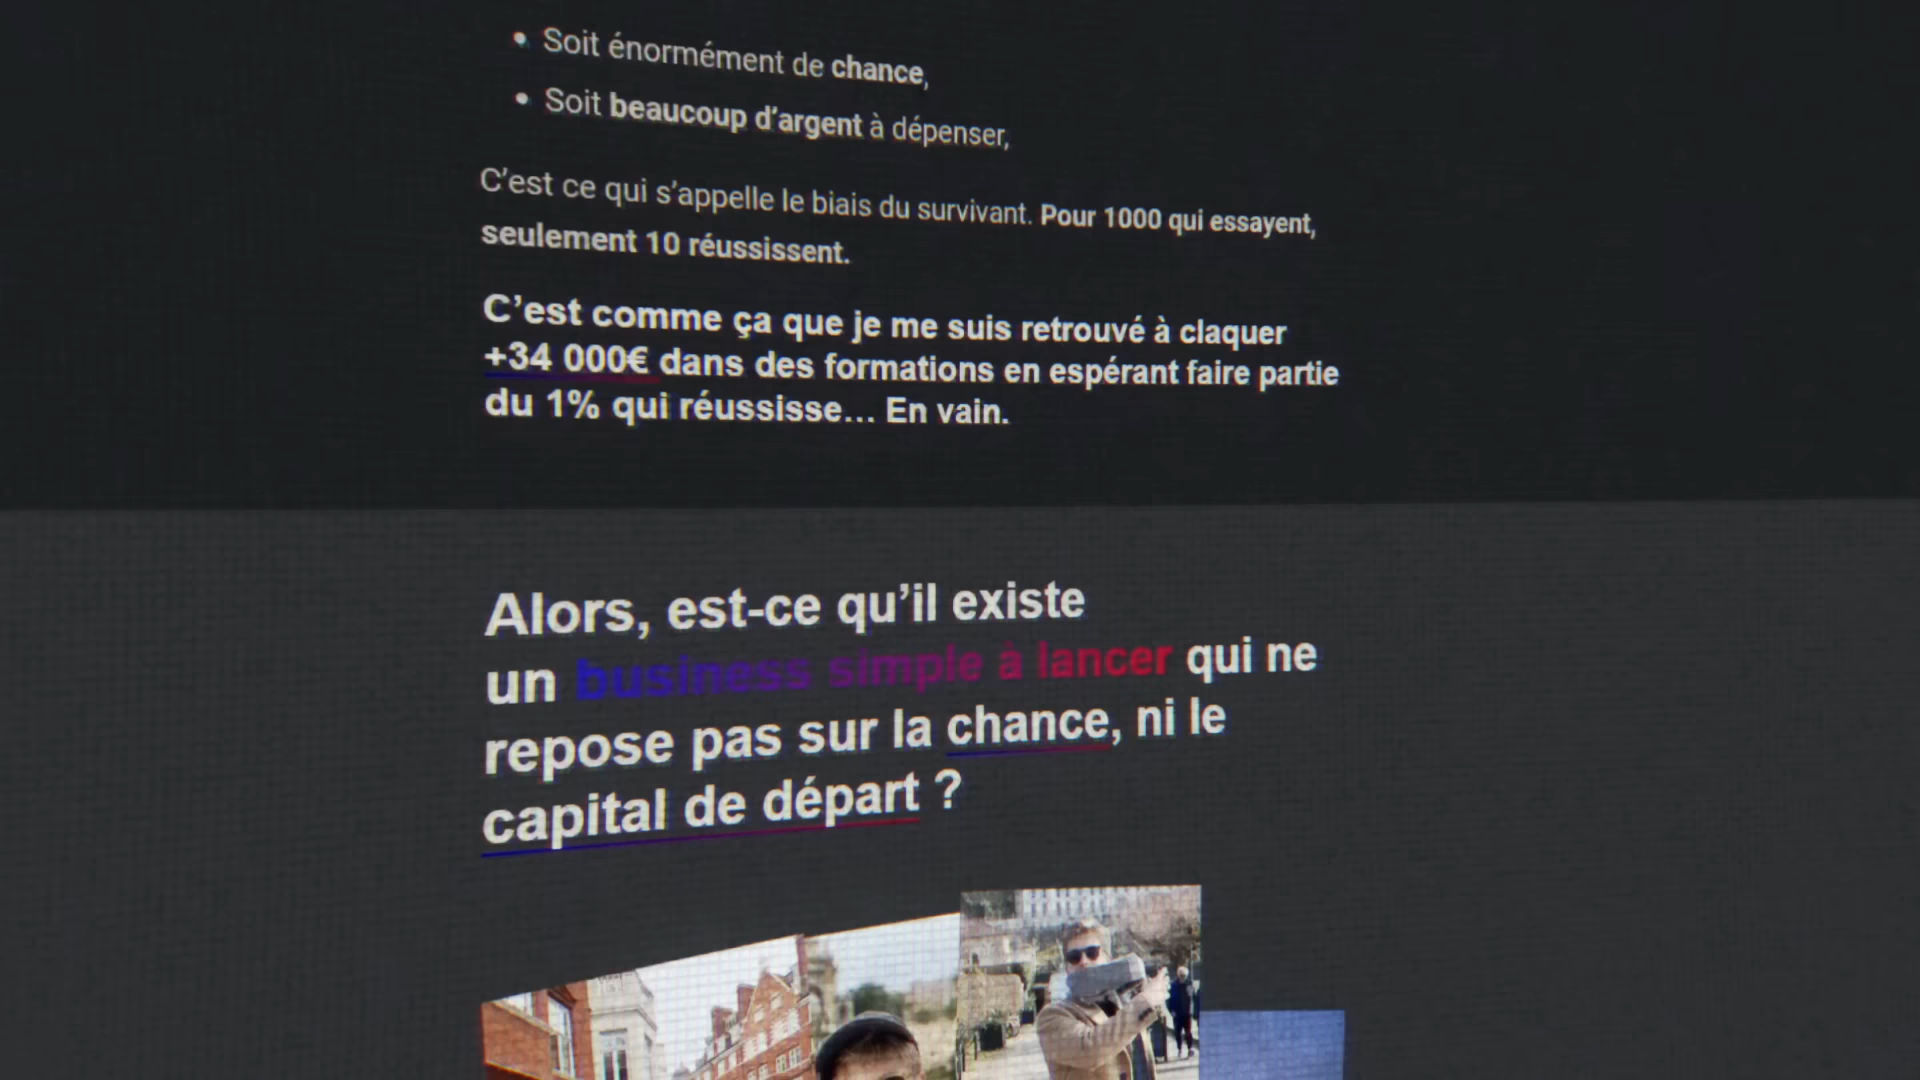 Soit énormément de chance,
Soit beaucoup d’argent à dépenser,
C’est ce qui s’appelle le biais du survivant. Pour 1000 qui essayent,
seulement 10 réussissent.
C’est comme ça que je me suis retrouvé à claquer
+34 000€ dans des formations en espérant faire partie
du 1% qui réussisse... En vain.
Alors, est-ce qu’il existe
un business simple à lancer qui ne
repose pas sur la chance, ni le
capital de départ ?